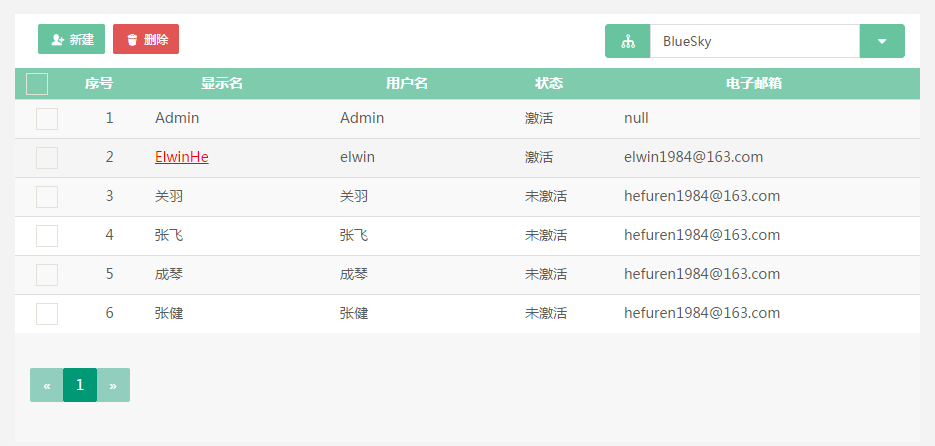 新建 删除 BlueSky
序号 显示名 用户名 状态 电子邮箱
1 Admin Admin 激活 null
2 ElwinHe elwin 激活 elwin1984@163.com
3 关羽 关羽 未激活 hefuren1984@163.com
4 张飞 张飞 未激活 hefuren1984@163.com
5 成琴 成琴 未激活 hefuren1984@163.com
6 张健 张健 未激活 hefuren1984@163.com
« 1 »